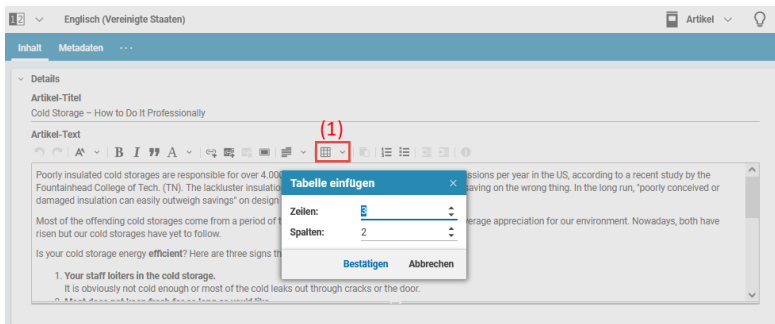 12 Englisch (Vereinigte Staaten) Artikel
Inhalt Metadaten ...
Details
Artikel-Titel
Cold Storage – How to Do It Professionally
(1)
Artikel-Text
Poorly insulated cold storages are responsible for over 4.000 ssions per year in the US, according to a recent study by the
Fountainhead College of Tech. (TN). The lackluster insulatio saving on the wrong thing. In the long run, "poorly conceived or
damaged insulation can easily outweigh savings" on design
Most of the offending cold storages come from a period of t verage appreciation for our environment. Nowadays, both have
risen but our cold storages have yet to follow.
Is your cold storage energy efficient? Here are three signs th
1. Your staff loiters in the cold storage.
It is obviously not cold enough or most of the cold leaks out through cracks or the door.
Tabelle einfügen ×
Zeilen: 3
Spalten: 2
Bestätigen Abbrechen